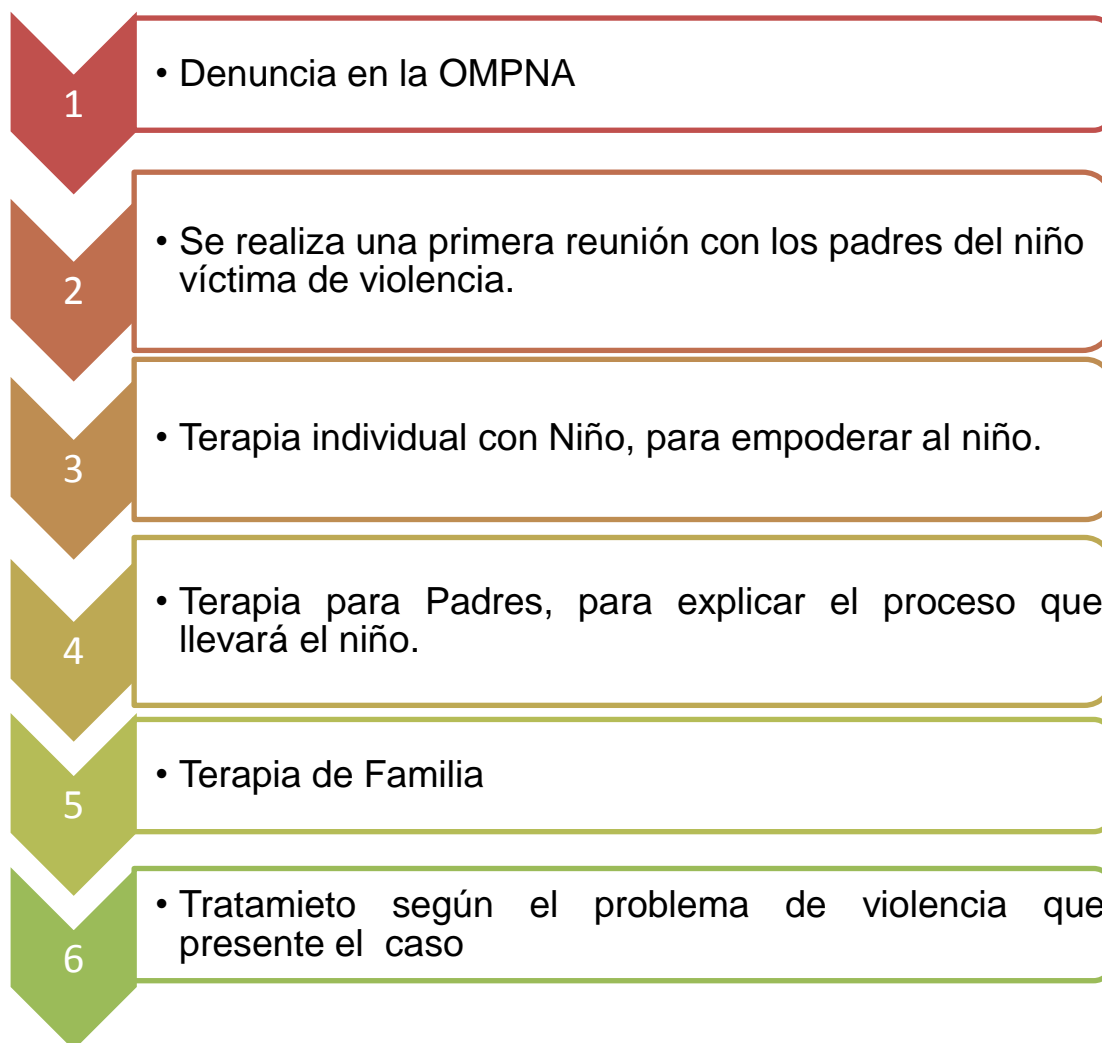 1
• Denuncia en la OMPNA
2
• Se realiza una primera reunión con los padres del niño
víctima de violencia.
3
• Terapia individual con Niño, para empoderar al niño.
4
• Terapia para Padres, para explicar el proceso que
llevará el niño.
5
• Terapia de Familia
6
• Tratamieto según el problema de violencia que
presente el caso